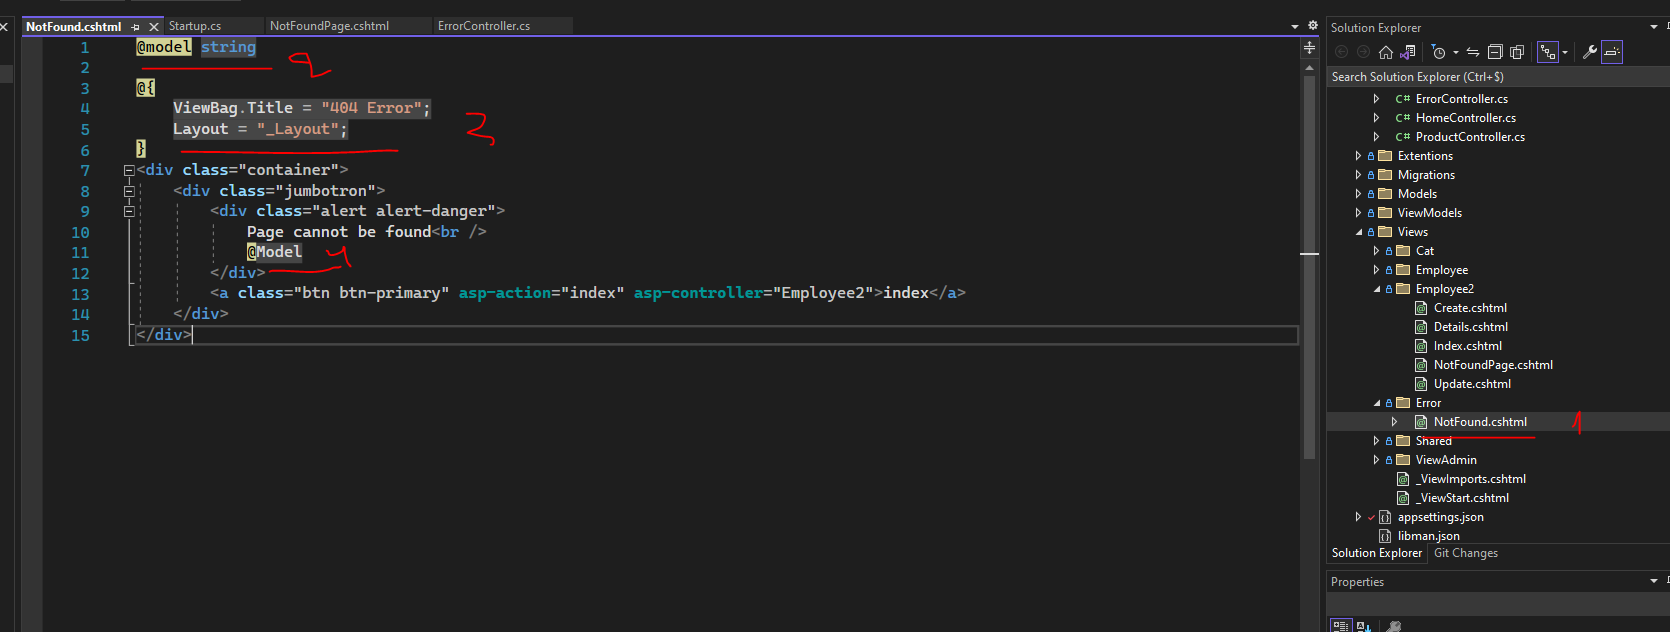 NotFound.cshtml
Startup.cs
NotFoundPage.cshtml
ErrorController.cs
1 @model string
2
3 @{
4 ViewBag.Title = "404 Error";
5 Layout = "_Layout";
6 }
7 <div class="container">
8 <div class="jumbotron">
9 <div class="alert alert-danger">
10 Page cannot be found<br />
11 @Model
12 </div>
13 <a class="btn btn-primary" asp-action="index" asp-controller="Employee2">index</a>
14 </div>
15 </div>
2
3
4
Solution Explorer
Search Solution Explorer (Ctrl+$)
C# ErrorController.cs
C# HomeController.cs
C# ProductController.cs
Extentions
Migrations
Models
ViewModels
Views
Cat
Employee
Employee2
Create.cshtml
Details.cshtml
Index.cshtml
NotFoundPage.cshtml
Update.cshtml
Error
NotFound.cshtml
1
Shared
ViewAdmin
_ViewImports.cshtml
_ViewStart.cshtml
appsettings.json
libman.json
Solution Explorer
Git Changes
Properties